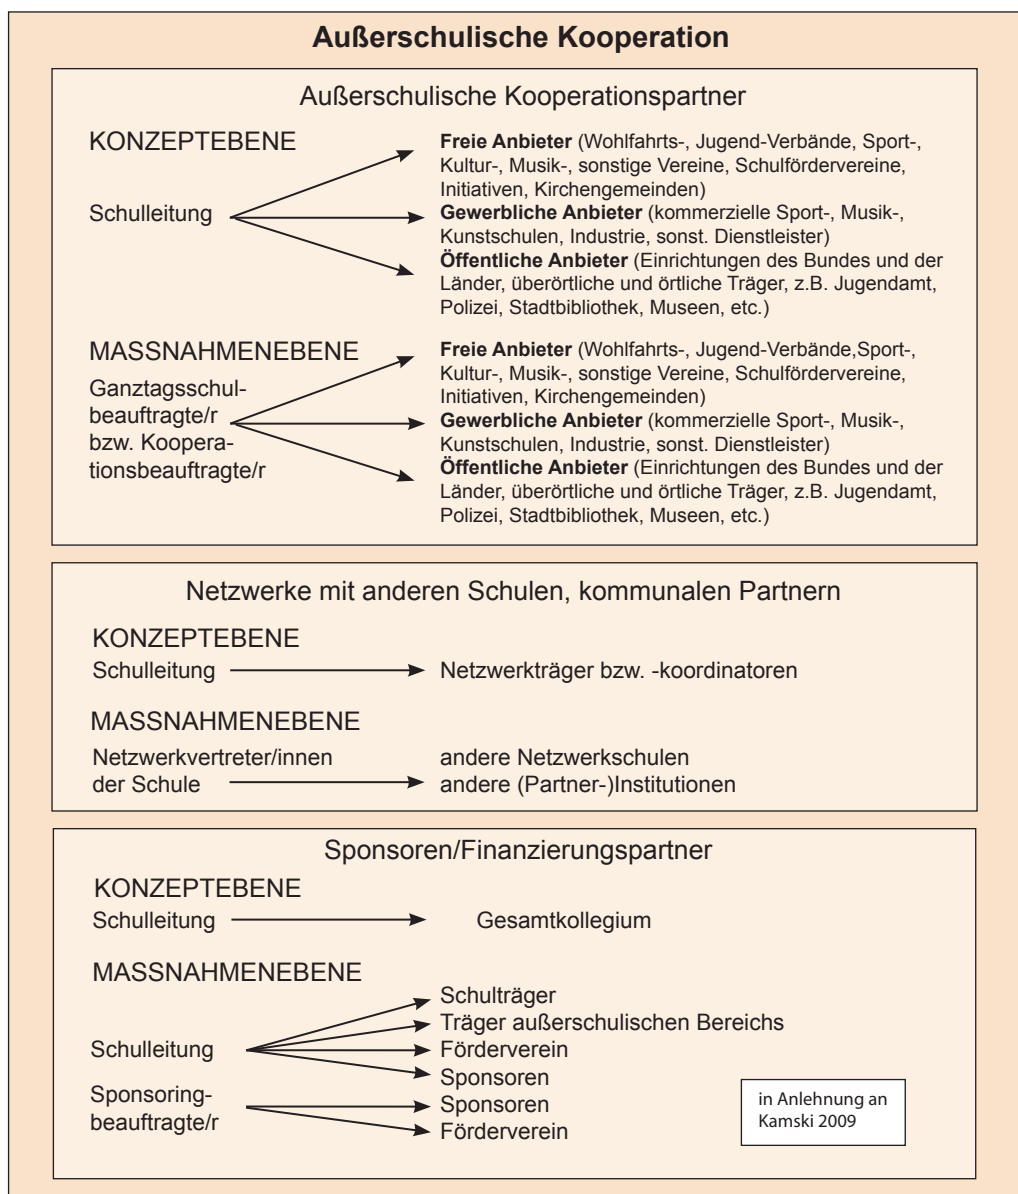 Außerschulische Kooperation
Außerschulische Kooperationspartner
KONZEPTEBENE
Schulleitung
Freie Anbieter (Wohlfahrts-, Jugend-Verbände, Sport-,
Kultur-, Musik-, sonstige Vereine, Schulfördervereine,
Initiativen, Kirchengemeinden)
Gewerbliche Anbieter (kommerzielle Sport-, Musik-,
Kunstschulen, Industrie, sonst. Dienstleister)
Öffentliche Anbieter (Einrichtungen des Bundes und der
Länder, überörtliche und örtliche Träger, z.B. Jugendamt,
Polizei, Stadtbibliothek, Museen, etc.)
MASSNAHMENEBENE
Ganztagsschul-
beauftragte/r
bzw. Koopera-
tionsbeauftragte/r
Freie Anbieter (Wohlfahrts-, Jugend-Verbände,Sport-,
Kultur-, Musik-, sonstige Vereine, Schulfördervereine,
Initiativen, Kirchengemeinden)
Gewerbliche Anbieter (kommerzielle Sport-, Musik-,
Kunstschulen, Industrie, sonst. Dienstleister)
Öffentliche Anbieter (Einrichtungen des Bundes und der
Länder, überörtliche und örtliche Träger, z.B. Jugendamt,
Polizei, Stadtbibliothek, Museen, etc.)
Netzwerke mit anderen Schulen, kommunalen Partnern
KONZEPTEBENE
Schulleitung
Netzwerkträger bzw. -koordinatoren
MASSNAHMENEBENE
Netzwerkvertreter/innen
der Schule
andere Netzwerkschulen
andere (Partner-)Institutionen
Sponsoren/Finanzierungspartner
KONZEPTEBENE
Schulleitung
Gesamtkollegium
MASSNAHMENEBENE
Schulleitung
Schulträger
Träger außerschulischen Bereichs
Förderverein
Sponsoren
Sponsoring-
beauftragte/r
Sponsoren
Förderverein
in Anlehnung an
Kamski 2009